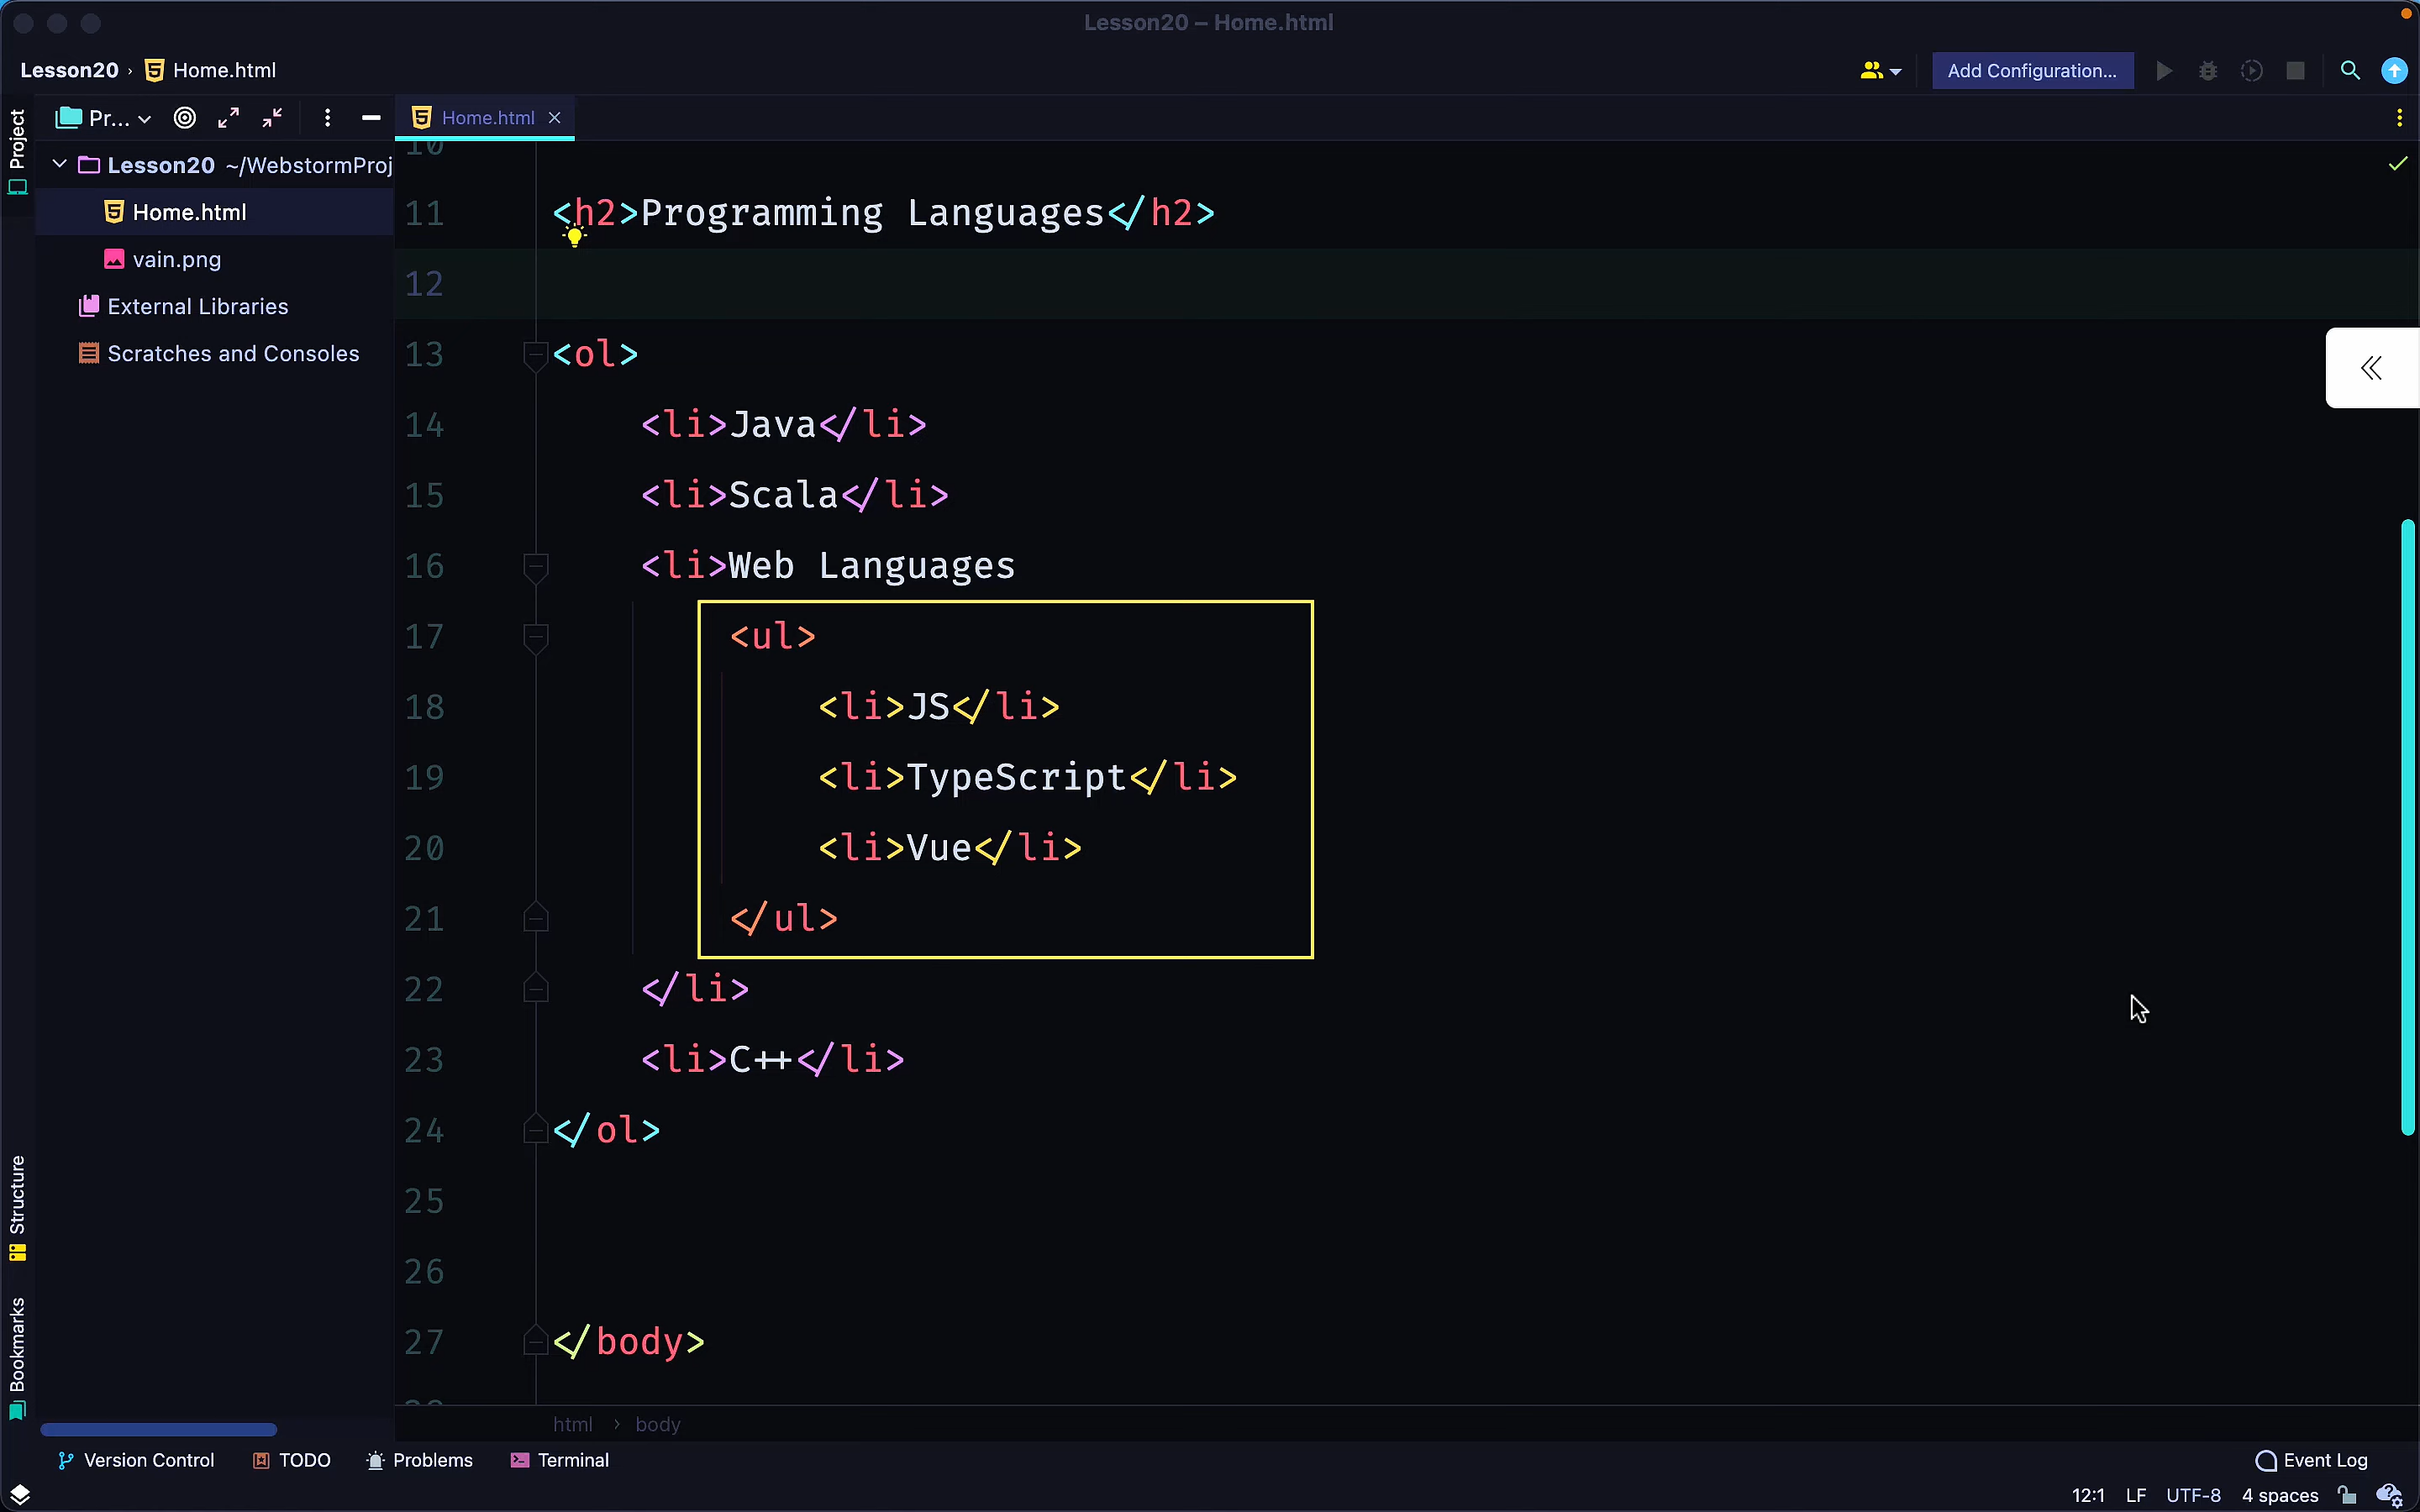 Lesson20 – Home.html
Lesson20 › Home.html
Add Configuration...
Project
Pr...
Home.html
Lesson20 ~/WebstormProj
Home.html
vain.png
External Libraries
Scratches and Consoles
10
11 <h2>Programming Languages</h2>
12
13 <ol>
14 <li>Java</li>
15 <li>Scala</li>
16 <li>Web Languages
17 <ul>
18 <li>JS</li>
19 <li>TypeScript</li>
20 <li>Vue</li>
21 </ul>
22 </li>
23 <li>C++</li>
24 </ol>
25
26
27 </body>
Structure
Bookmarks
html › body
Version Control
TODO
Problems
Terminal
Event Log
12:1 LF UTF-8 4 spaces